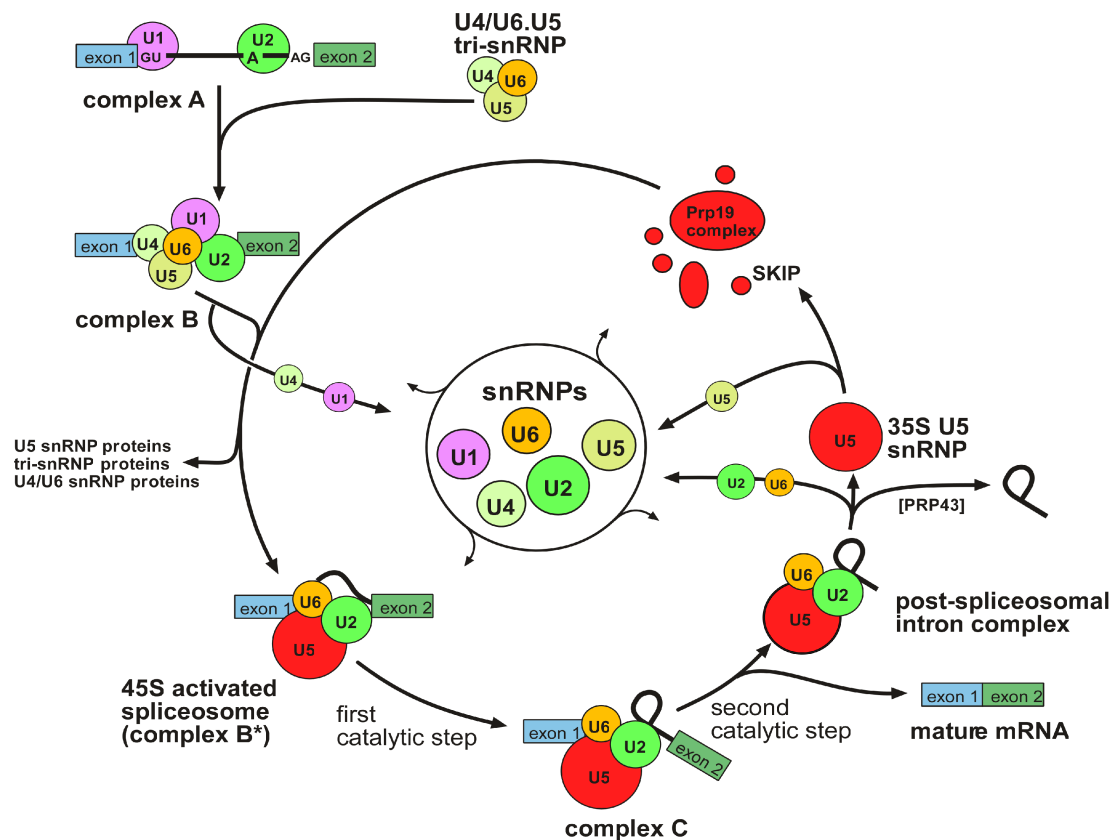 U1
U2
exon 1
GU
A
AG
exon 2
complex A
U4/U6.U5
tri-snRNP
U4
U6
U5
Prp19
complex
SKIP
U1
exon 1
U4
U6
U2
exon 2
U5
complex B
U4
U1
snRNPs
U6
U5
U1
U2
U4
U5
U5
35S U5
snRNP
U2
U6
[PRP43]
U5 snRNP proteins
tri-snRNP proteins
U4/U6 snRNP proteins
exon 1
U6
U2
exon 2
U5
45S activated
spliceosome
(complex B*)
first
catalytic step
U6
U2
U5
post-spliceosomal
intron complex
exon 1
U6
U2
exon 2
U5
complex C
second
catalytic step
exon 1
exon 2
mature mRNA